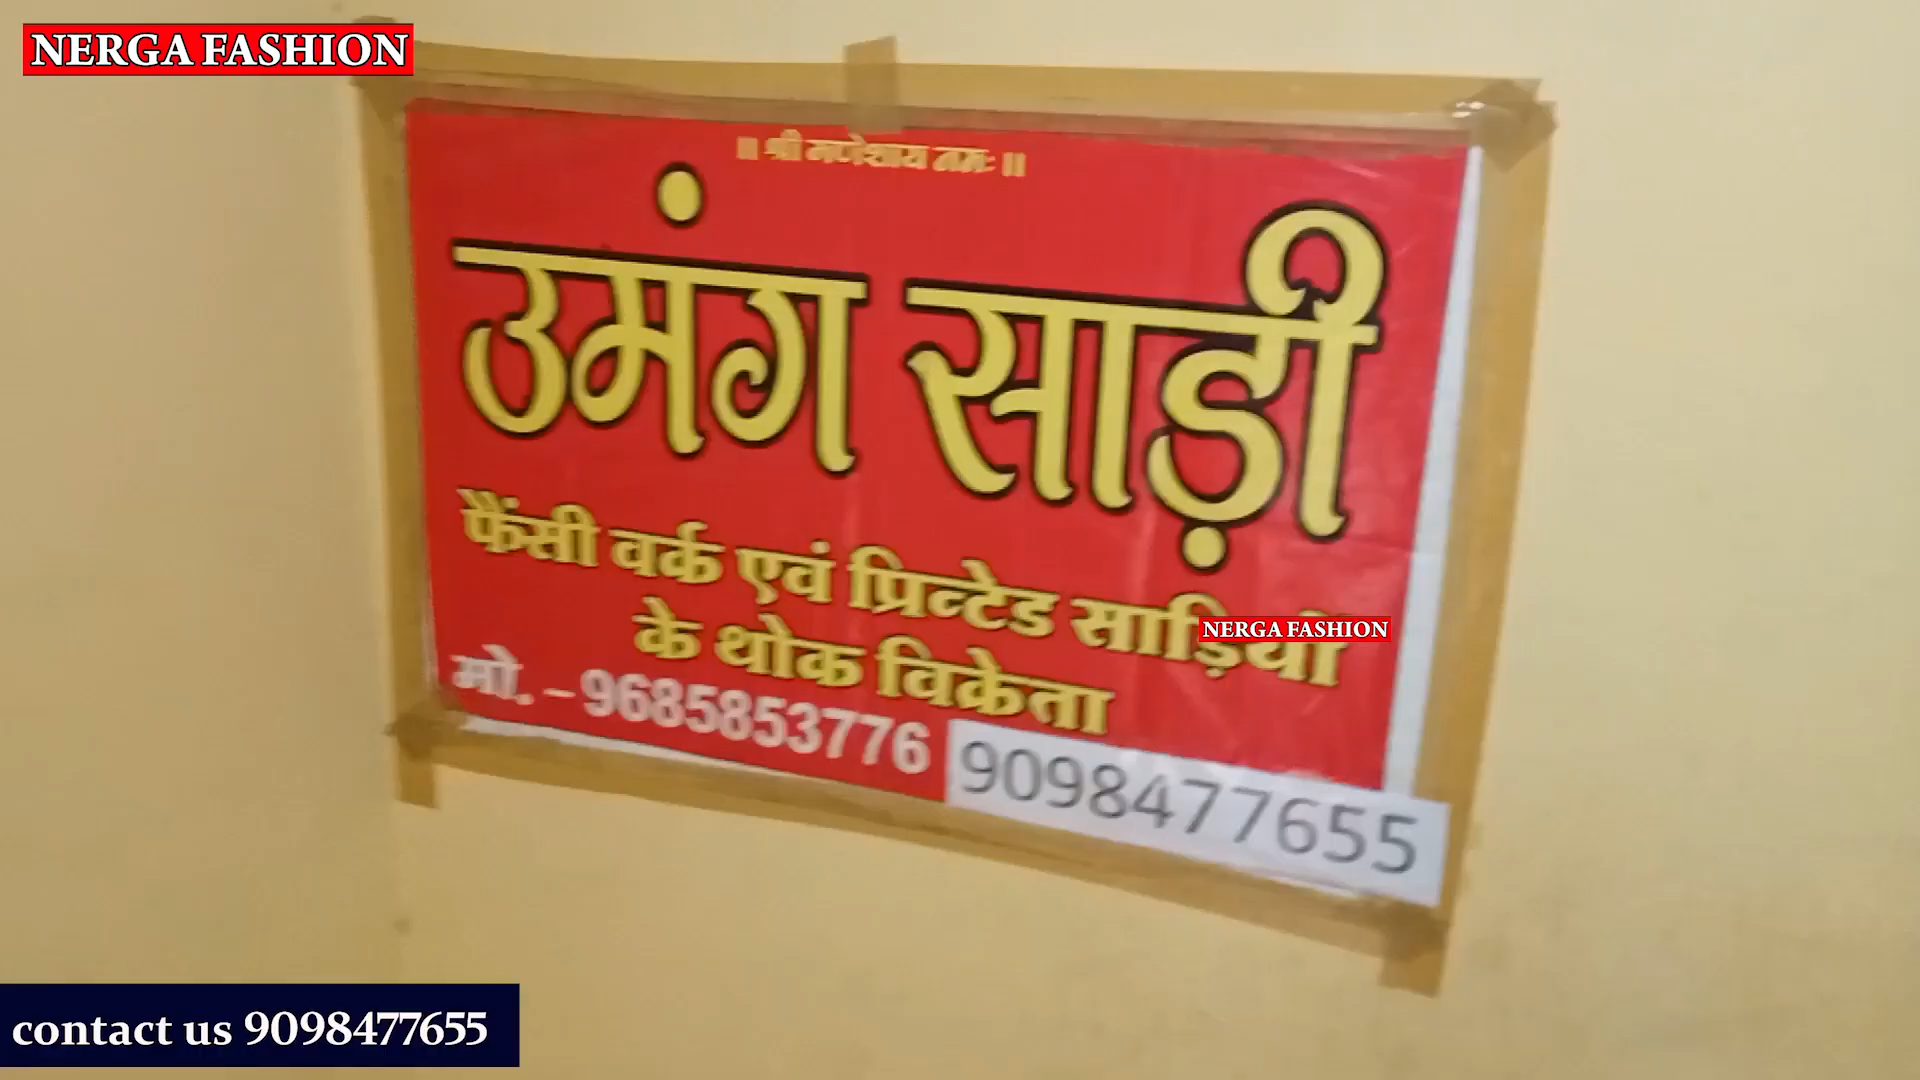 NERGA FASHION
॥ श्री गणेशाय नमः ॥
उमंग साड़ी
फैंसी वर्क एवं प्रिन्टेड साड़ियों
NERGA FASHION
के थोक विक्रेता
मो. - 9685853776
9098477655
contact us 9098477655